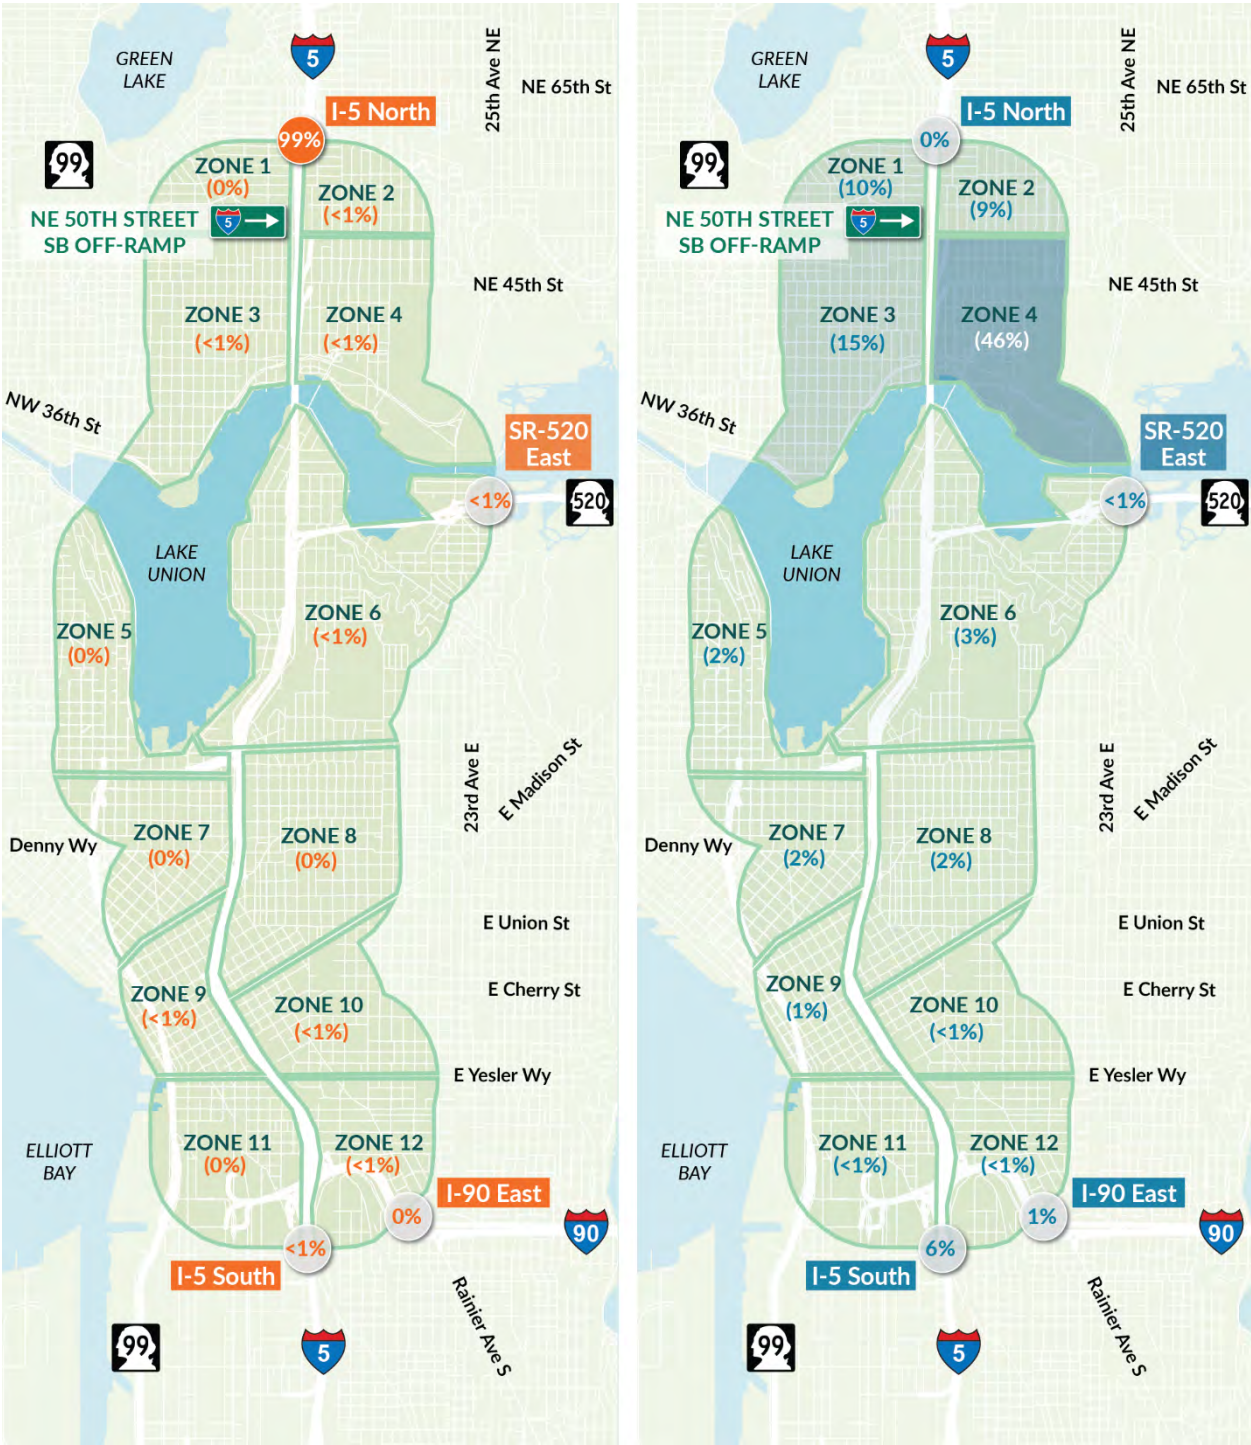 GREEN
LAKE
5
25th Ave NE
NE 65th St
I-5 North
99%
99
ZONE 1
(0%)
ZONE 2
(<1%)
NE 50TH STREET
SB OFF-RAMP
5
NE 45th St
ZONE 3
(<1%)
ZONE 4
(<1%)
NW 36th St
SR-520
East
<1%
520
LAKE
UNION
ZONE 5
(0%)
ZONE 6
(<1%)
23rd Ave E
E Madison St
Denny Wy
ZONE 7
(0%)
ZONE 8
(0%)
E Union St
ZONE 9
(<1%)
ZONE 10
(<1%)
E Cherry St
E Yesler Wy
ELLIOTT
BAY
ZONE 11
(0%)
ZONE 12
(<1%)
I-90 East
0%
90
<1%
I-5 South
Rainier Ave S
99
5
GREEN
LAKE
5
25th Ave NE
NE 65th St
I-5 North
0%
99
ZONE 1
(10%)
ZONE 2
(9%)
NE 50TH STREET
SB OFF-RAMP
5
NE 45th St
ZONE 3
(15%)
ZONE 4
(46%)
NW 36th St
SR-520
East
<1%
520
LAKE
UNION
ZONE 5
(2%)
ZONE 6
(3%)
23rd Ave E
E Madison St
Denny Wy
ZONE 7
(2%)
ZONE 8
(2%)
E Union St
ZONE 9
(1%)
ZONE 10
(<1%)
E Cherry St
E Yesler Wy
ELLIOTT
BAY
ZONE 11
(<1%)
ZONE 12
(<1%)
I-90 East
1%
90
6%
I-5 South
Rainier Ave S
99
5